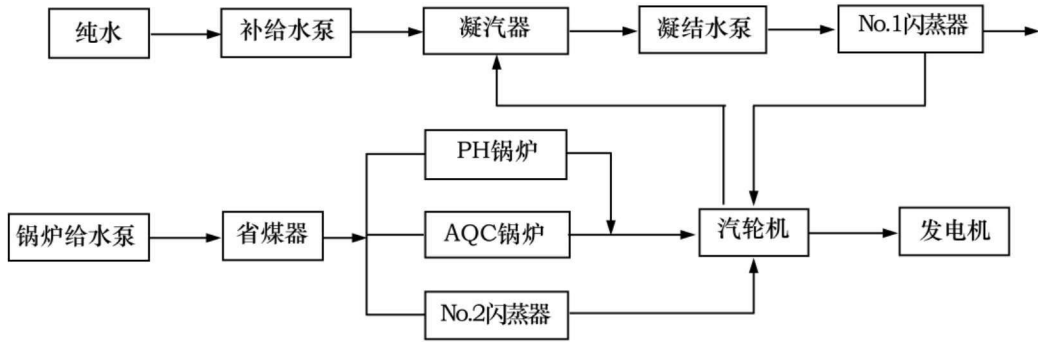 纯水
补给水泵
凝汽器
凝结水泵
No.1闪蒸器
PH锅炉
锅炉给水泵
省煤器
AQC锅炉
汽轮机
发电机
No.2闪蒸器